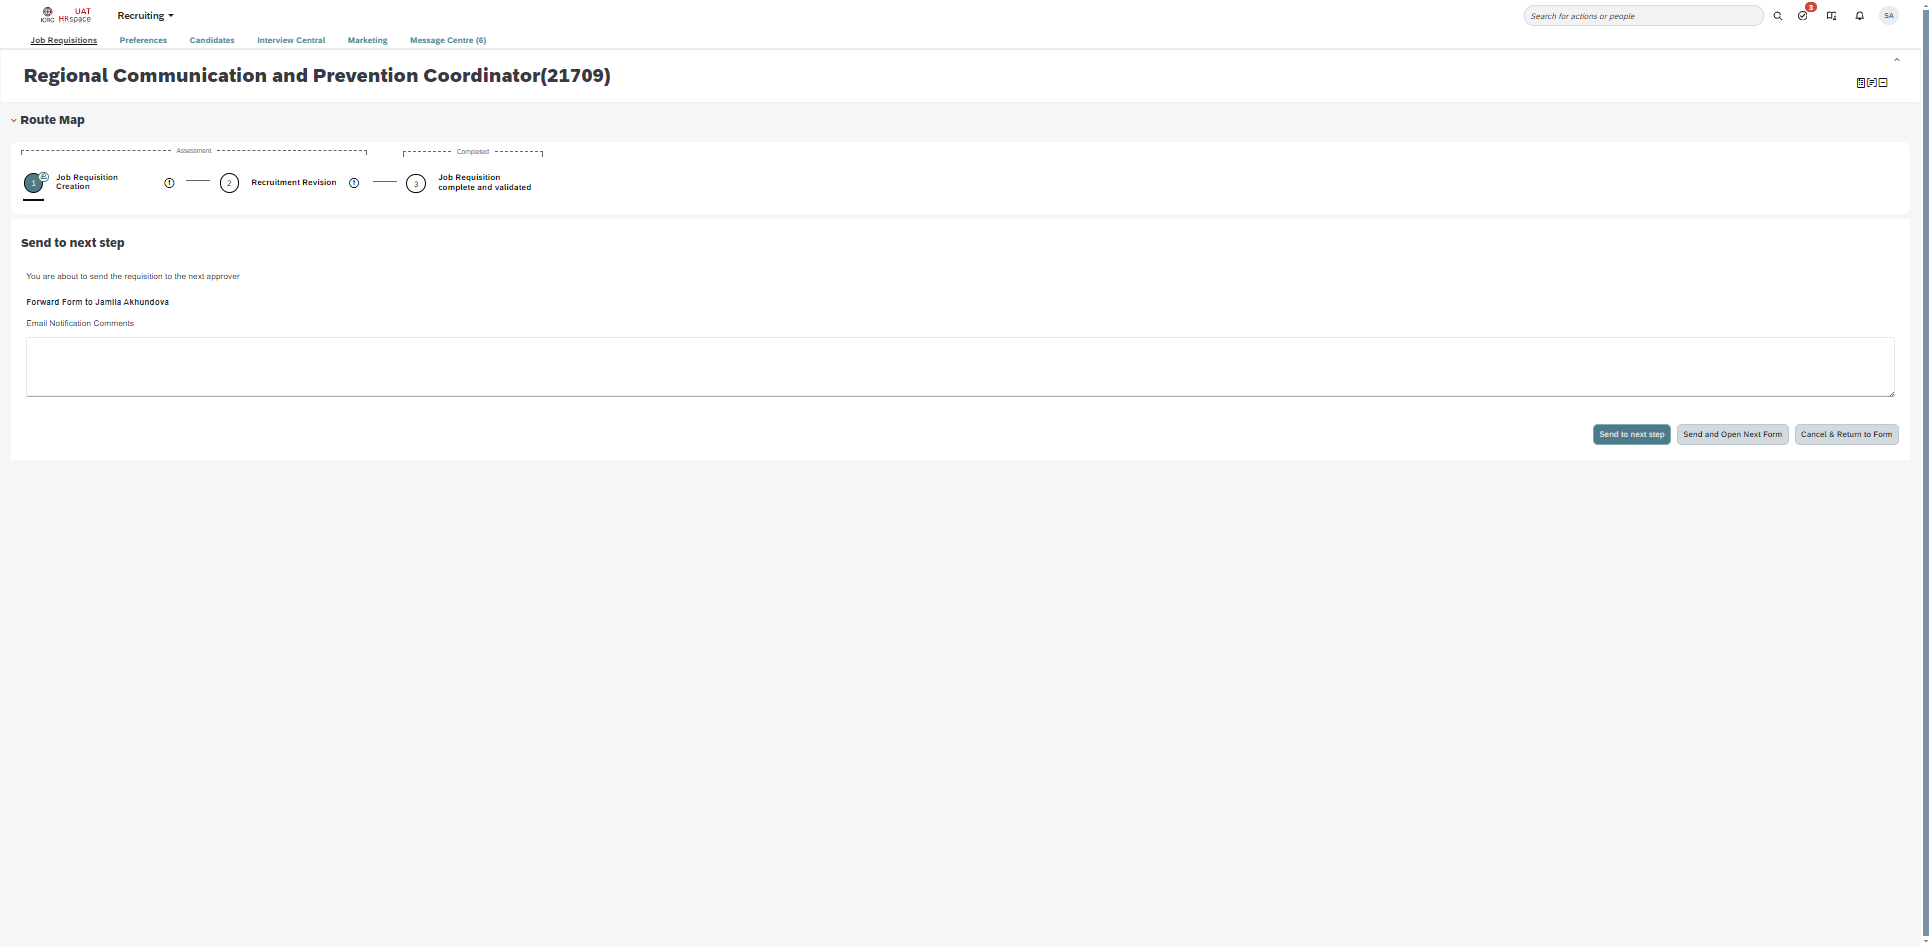 UAT
ICRC HRspace
Recruiting
Search for actions or people
3
SA
Job Requisitions Preferences Candidates Interview Central Marketing Message Centre (6)
Regional Communication and Prevention Coordinator(21709)
Route Map
Assessment
Completed
1 Job Requisition Creation
2 Recruitment Revision
3 Job Requisition complete and validated
Send to next step
You are about to send the requisition to the next approver
Forward Form to Jamila Akhundova
Email Notification Comments
Send to next step Send and Open Next Form Cancel & Return to Form